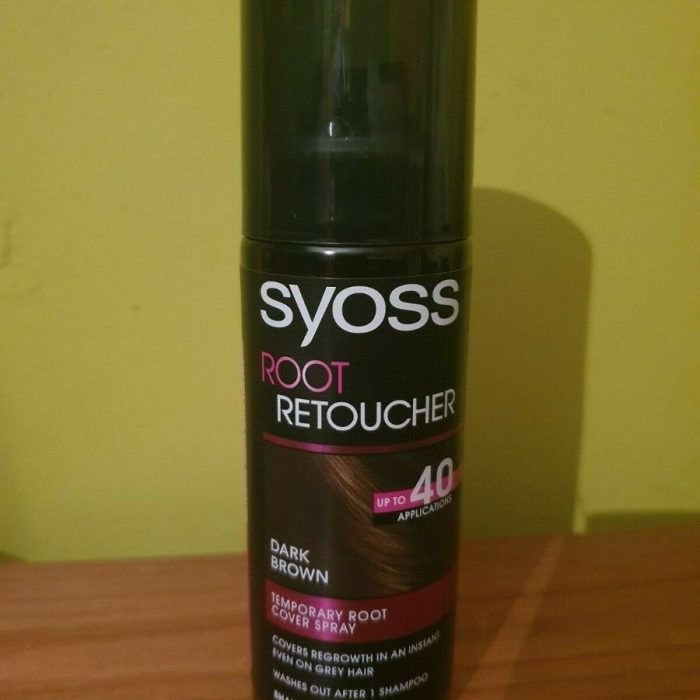 syoss
ROOT
RETOUCHER
UP TO 40
APPLICATIONS
DARK
BROWN
TEMPORARY ROOT
COVER SPRAY
COVERS REGROWTH IN AN INSTANT
EVEN ON GREY HAIR
WASHES OUT AFTER 1 SHAMPOO